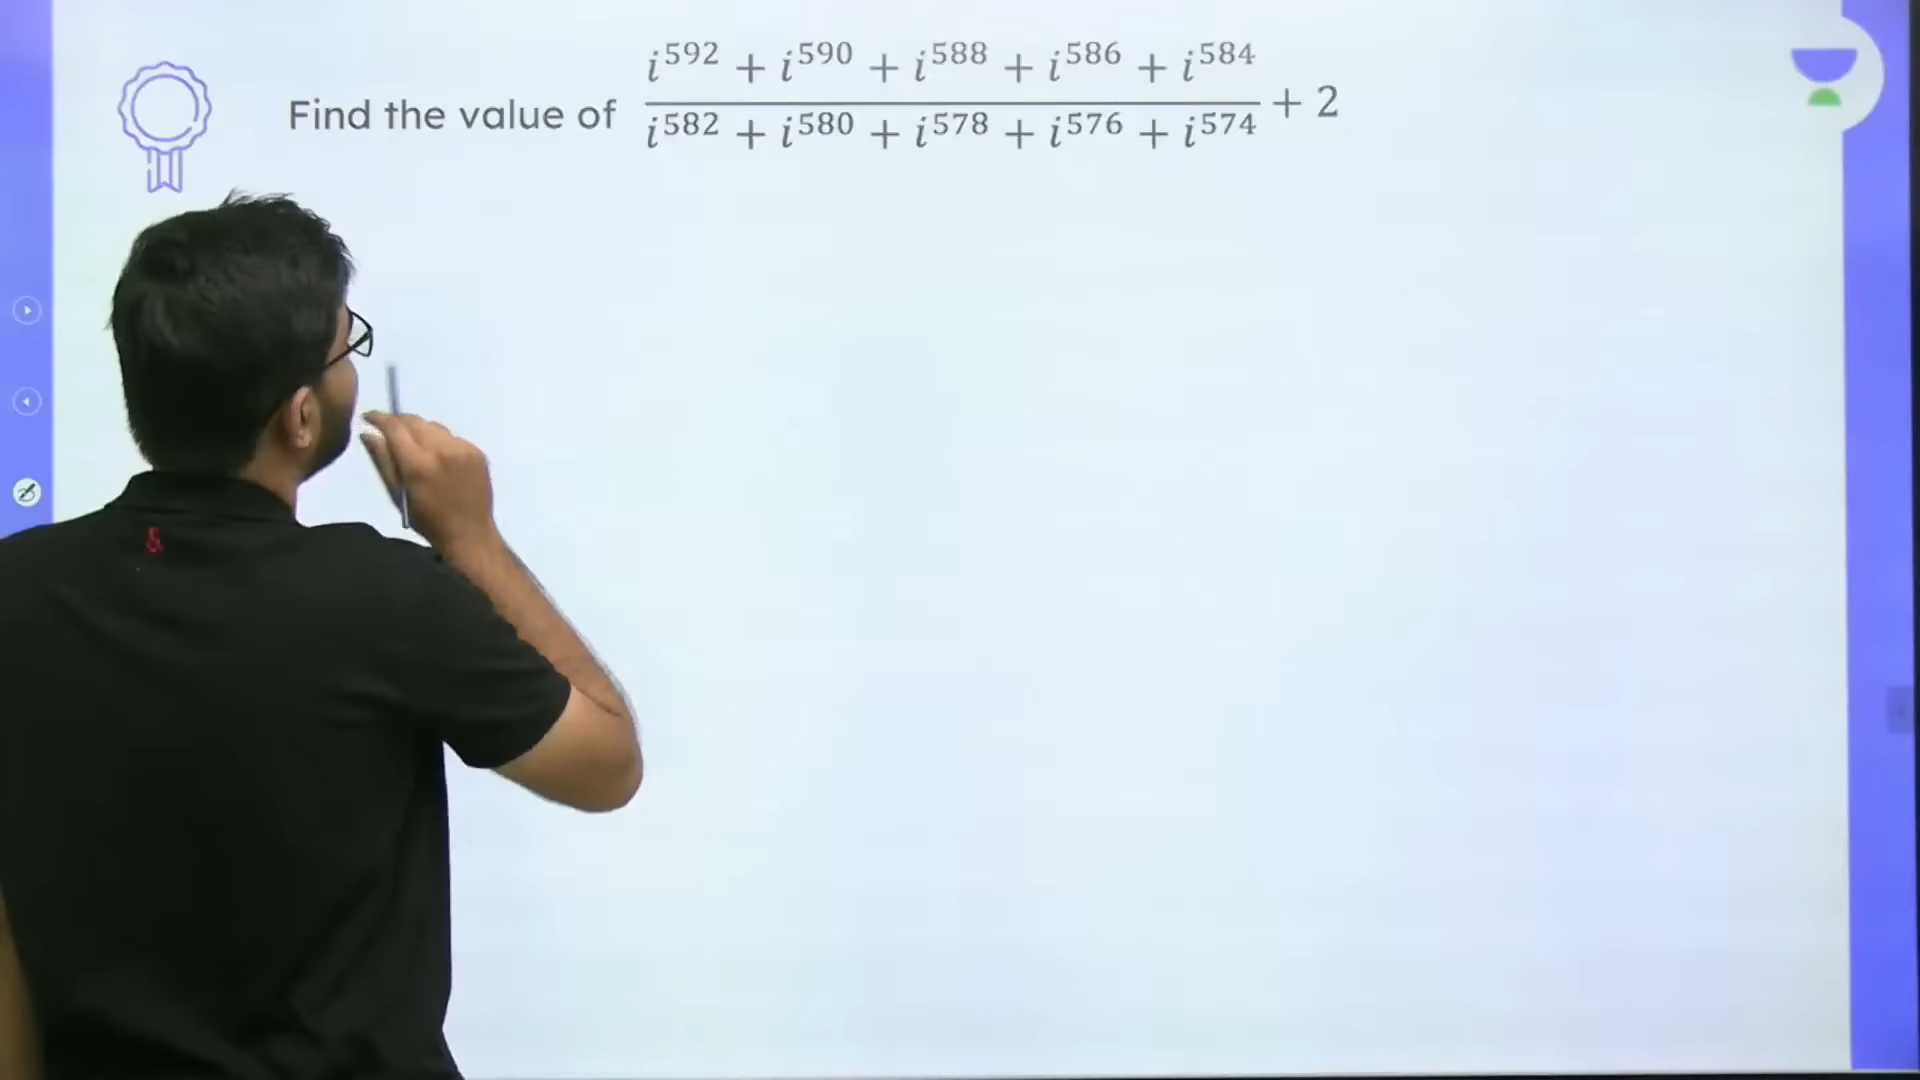 Find the value of \frac{i^{592} + i^{590} + i^{588} + i^{586} + i^{584}}{i^{582} + i^{580} + i^{578} + i^{576} + i^{574}} + 2
&